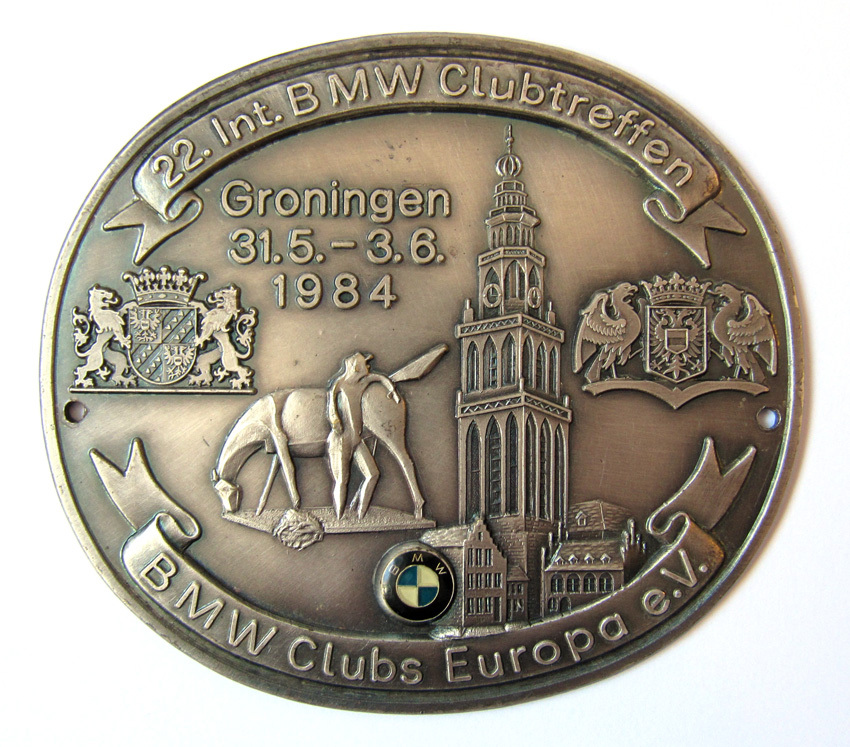 22. Int. BMW Clubtreffen
Groningen
31.5. – 3.6.
1984
BMW
BMW Clubs Europa e.V.